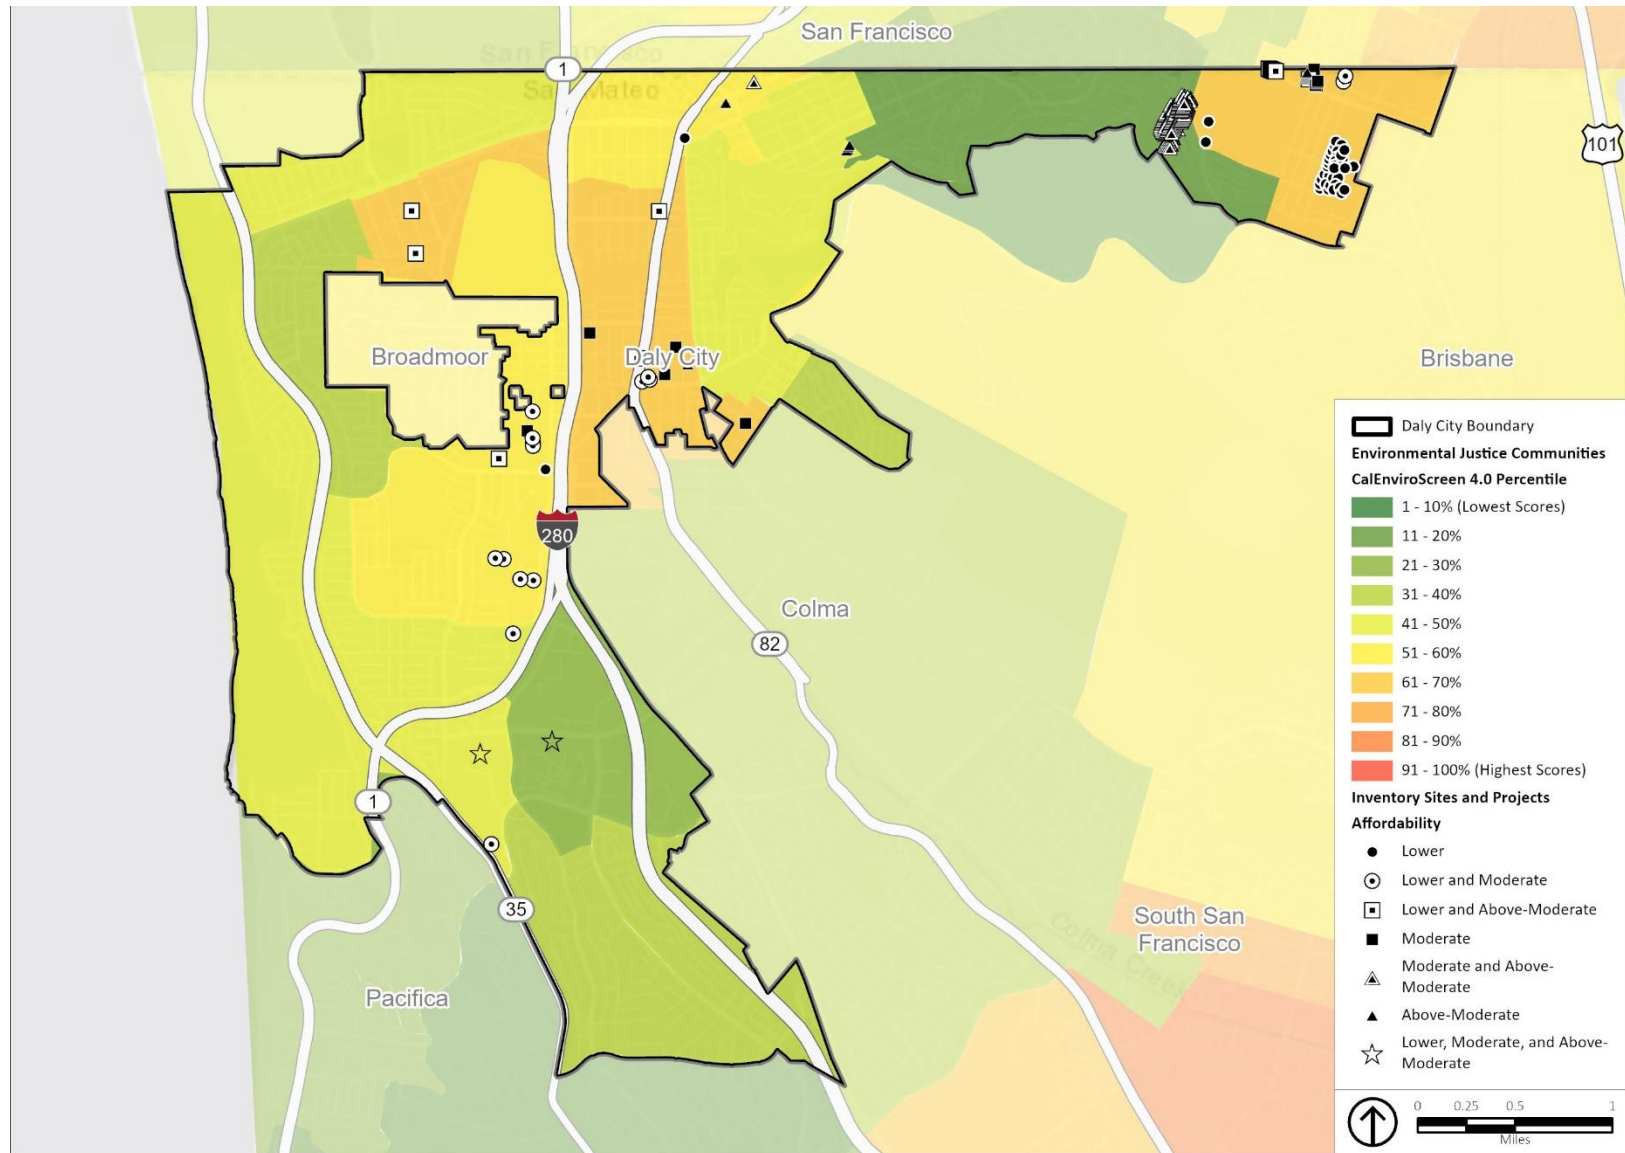 San Francisco
San Francisco
San Mateo
1
101
Broadmoor
Daly City
Brisbane
280
Colma
82
1
35
Pacifica
South San
Francisco
Colma Creek
Daly City Boundary
Environmental Justice Communities
CalEnviroScreen 4.0 Percentile
1 - 10% (Lowest Scores)
11 - 20%
21 - 30%
31 - 40%
41 - 50%
51 - 60%
61 - 70%
71 - 80%
81 - 90%
91 - 100% (Highest Scores)
Inventory Sites and Projects
Affordability
Lower
Lower and Moderate
Lower and Above-Moderate
Moderate
Moderate and Above-
Moderate
Above-Moderate
Lower, Moderate, and Above-
Moderate
0 0.25 0.5 1
Miles